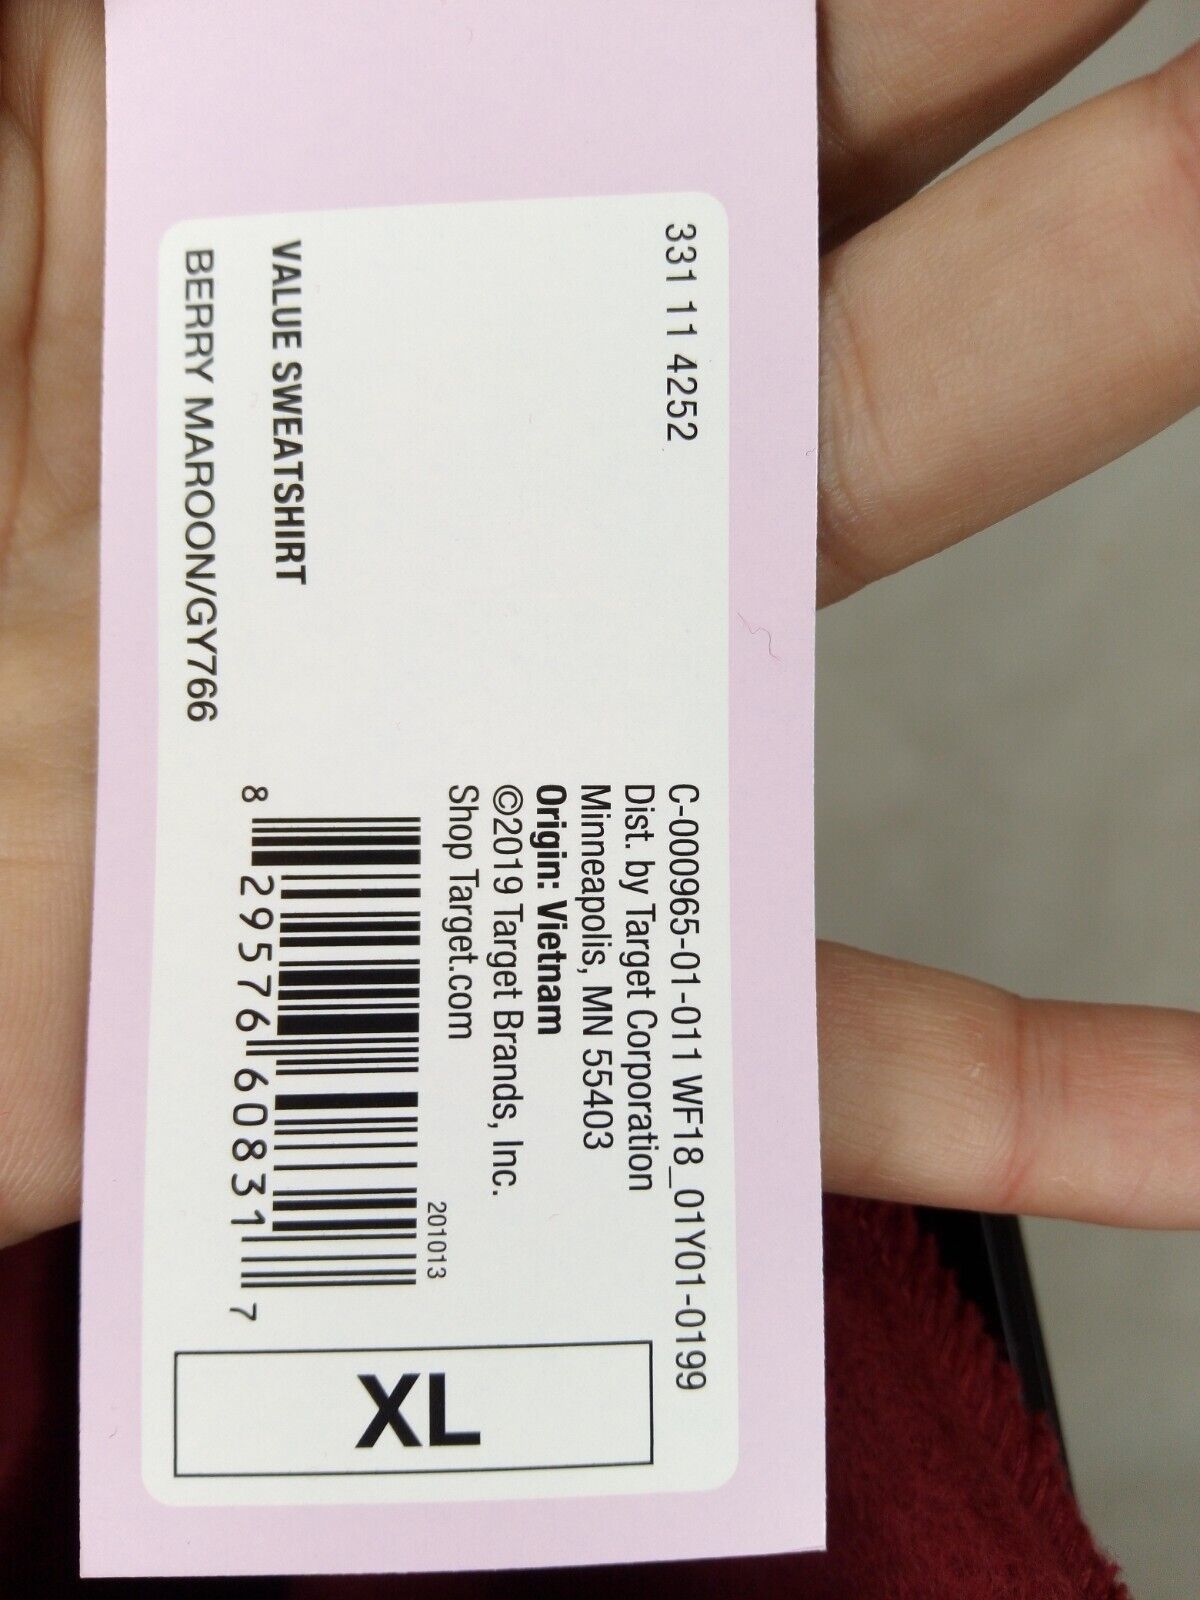 331 11 4252
C-000965-01-011 WF18_01Y01-0199
Dist. by Target Corporation
Minneapolis, MN 55403
Origin: Vietnam
©2019 Target Brands, Inc.
Shop Target.com
201013
VALUE SWEATSHIRT
BERRY MAROON/GY766
8 29576 60831 7
XL